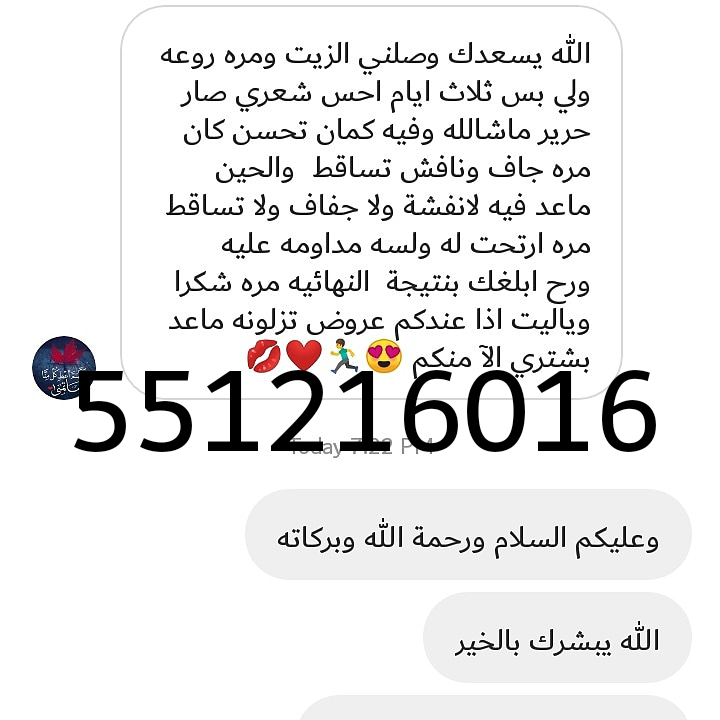 الله يسعدك وصلني الزيت ومره روعه
ولي بس ثلاث ايام احس شعري صار
حرير ماشالله وفيه كمان تحسن كان
مره جاف ونافش تساقط والحين
ماعد فيه لانفشة ولا جفاف ولا تساقط
مره ارتحت له ولسه مداومه عليه
ورح ابلغك بنتيجة النهائيه مره شكرا
وياليت اذا عندكم عروض تزلونه ماعد
بشتري الآ منكم 😍🏃‍♂️❤️💋
551216016
Today 7:22 PM
وعليكم السلام ورحمة الله وبركاته
الله يبشرك بالخير